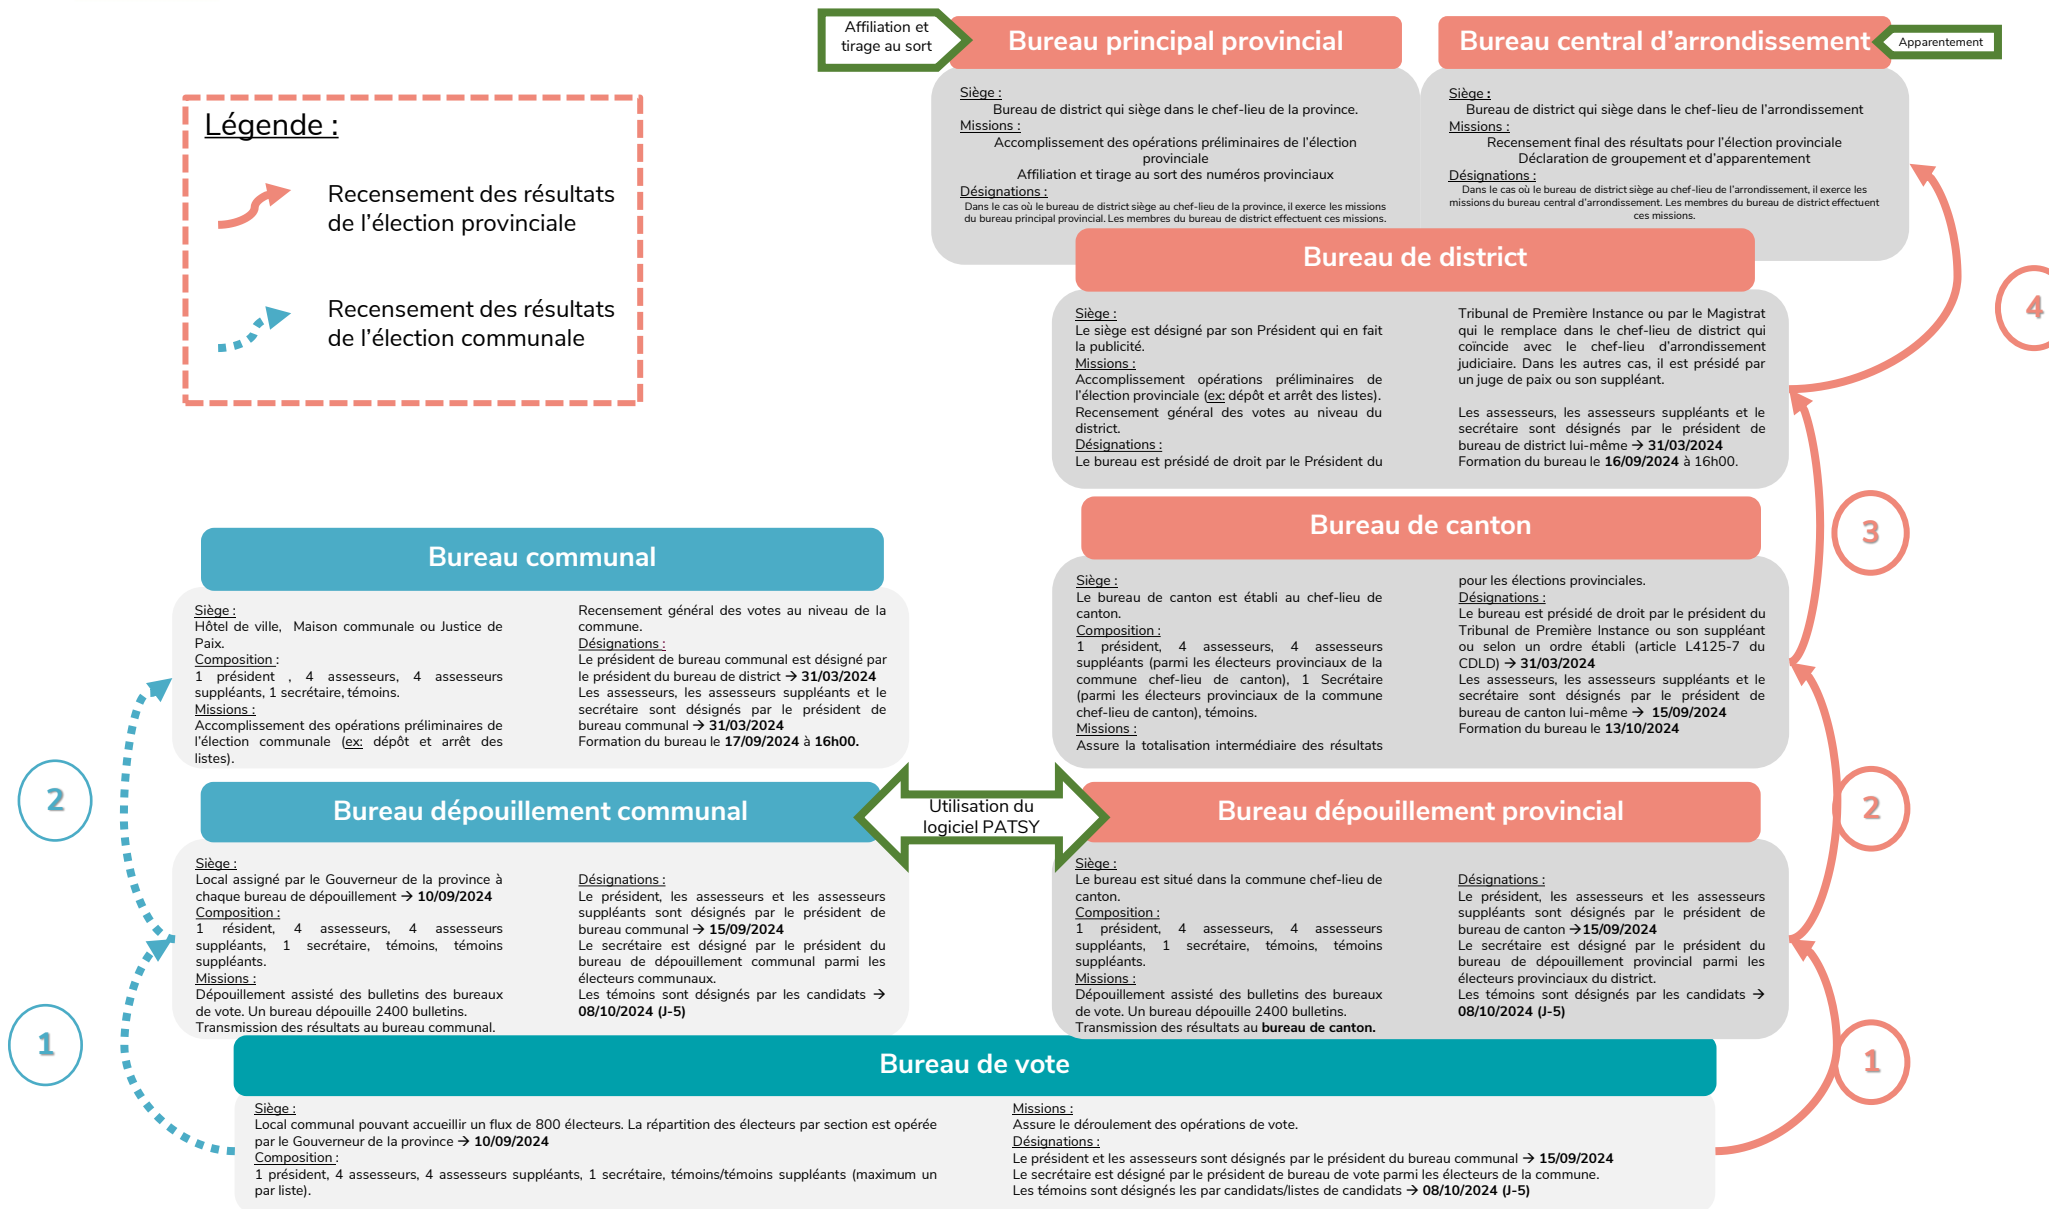 Affiliation et
tirage au sort
Bureau principal provincial
Bureau central d’arrondissement
Apparentement
Siège :
Bureau de district qui siège dans le chef-lieu de la province.
Missions :
Accomplissement des opérations préliminaires de l’élection
provinciale
Affiliation et tirage au sort des numéros provinciaux
Désignations :
Dans le cas où le bureau de district siège au chef-lieu de la province, il exerce les missions
du bureau principal provincial. Les membres du bureau de district effectuent ces missions.
Siège :
Bureau de district qui siège dans le chef-lieu de l’arrondissement
Missions :
Recensement final des résultats pour l’élection provinciale
Déclaration de groupement et d’apparentement
Désignations :
Dans le cas où le bureau de district siège au chef-lieu de l’arrondissement, il exerce les
missions du bureau central d’arrondissement. Les membres du bureau de district effectuent
ces missions.
Légende :
Recensement des résultats
de l’élection provinciale
Recensement des résultats
de l’élection communale
Bureau de district
Siège :
Le siège est désigné par son Président qui en fait
la publicité.
Missions :
Accomplissement opérations préliminaires de
l’élection provinciale (ex: dépôt et arrêt des listes).
Recensement général des votes au niveau du
district.
Désignations :
Le bureau est présidé de droit par le Président du
Tribunal de Première Instance ou par le Magistrat
qui le remplace dans le chef-lieu de district qui
coïncide avec le chef-lieu d’arrondissement
judiciaire. Dans les autres cas, il est présidé par
un juge de paix ou son suppléant.
Les assesseurs, les assesseurs suppléants et le
secrétaire sont désignés par le président de
bureau de district lui-même → 31/03/2024
Formation du bureau le 16/09/2024 à 16h00.
4
Bureau de canton
Siège :
Le bureau de canton est établi au chef-lieu de
canton.
Composition :
1 président, 4 assesseurs, 4 assesseurs
suppléants (parmi les électeurs provinciaux de la
commune chef-lieu de canton), 1 Secrétaire
(parmi les électeurs provinciaux de la commune
chef-lieu de canton), témoins.
Missions :
Assure la totalisation intermédiaire des résultats
pour les élections provinciales.
Désignations :
Le bureau est présidé de droit par le président du
Tribunal de Première Instance ou son suppléant
ou selon un ordre établi (article L4125-7 du
CDLD) → 31/03/2024
Les assesseurs, les assesseurs suppléants et le
secrétaire sont désignés par le président de
bureau de canton lui-même → 15/09/2024
Formation du bureau le 13/10/2024
3
Bureau communal
Siège :
Hôtel de ville, Maison communale ou Justice de
Paix.
Composition :
1 président , 4 assesseurs, 4 assesseurs
suppléants, 1 secrétaire, témoins.
Missions :
Accomplissement des opérations préliminaires de
l’élection communale (ex: dépôt et arrêt des
listes).
Recensement général des votes au niveau de la
commune.
Désignations :
Le président de bureau communal est désigné par
le président du bureau de district → 31/03/2024
Les assesseurs, les assesseurs suppléants et le
secrétaire sont désignés par le président de
bureau communal → 31/03/2024
Formation du bureau le 17/09/2024 à 16h00.
2
Bureau dépouillement communal
Utilisation du
logiciel PATSY
Bureau dépouillement provincial
2
Siège :
Local assigné par le Gouverneur de la province à
chaque bureau de dépouillement → 10/09/2024
Composition :
1 résident, 4 assesseurs, 4 assesseurs
suppléants, 1 secrétaire, témoins, témoins
suppléants.
Missions :
Dépouillement assisté des bulletins des bureaux
de vote. Un bureau dépouille 2400 bulletins.
Transmission des résultats au bureau communal.
Désignations :
Le président, les assesseurs et les assesseurs
suppléants sont désignés par le président de
bureau communal → 15/09/2024
Le secrétaire est désigné par le président du
bureau de dépouillement communal parmi les
électeurs communaux.
Les témoins sont désignés par les candidats →
08/10/2024 (J-5)
Siège :
Le bureau est situé dans la commune chef-lieu de
canton.
Composition :
1 président, 4 assesseurs, 4 assesseurs
suppléants, 1 secrétaire, témoins, témoins
suppléants.
Missions :
Dépouillement assisté des bulletins des bureaux
de vote. Un bureau dépouille 2400 bulletins.
Transmission des résultats au bureau de canton.
Désignations :
Le président, les assesseurs et les assesseurs
suppléants sont désignés par le président de
bureau de canton →15/09/2024
Le secrétaire est désigné par le président du
bureau de dépouillement provincial parmi les
électeurs provinciaux du district.
Les témoins sont désignés par les candidats →
08/10/2024 (J-5)
1
1
Bureau de vote
Siège :
Local communal pouvant accueillir un flux de 800 électeurs. La répartition des électeurs par section est opérée
par le Gouverneur de la province → 10/09/2024
Composition :
1 président, 4 assesseurs, 4 assesseurs suppléants, 1 secrétaire, témoins/témoins suppléants (maximum un
par liste).
Missions :
Assure le déroulement des opérations de vote.
Désignations :
Le président et les assesseurs sont désignés par le président du bureau communal → 15/09/2024
Le secrétaire est désigné par le président de bureau de vote parmi les électeurs de la commune.
Les témoins sont désignés les par candidats/listes de candidats → 08/10/2024 (J-5)